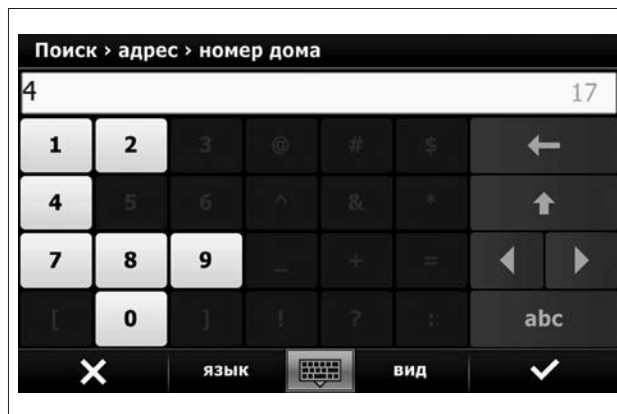 Поиск › адрес › номер дома
4 17
1 2 3 @ # $
4 5 6 ^ & *
7 8 9 _ + =
[ 0 ] ! ? : abc
язык вид